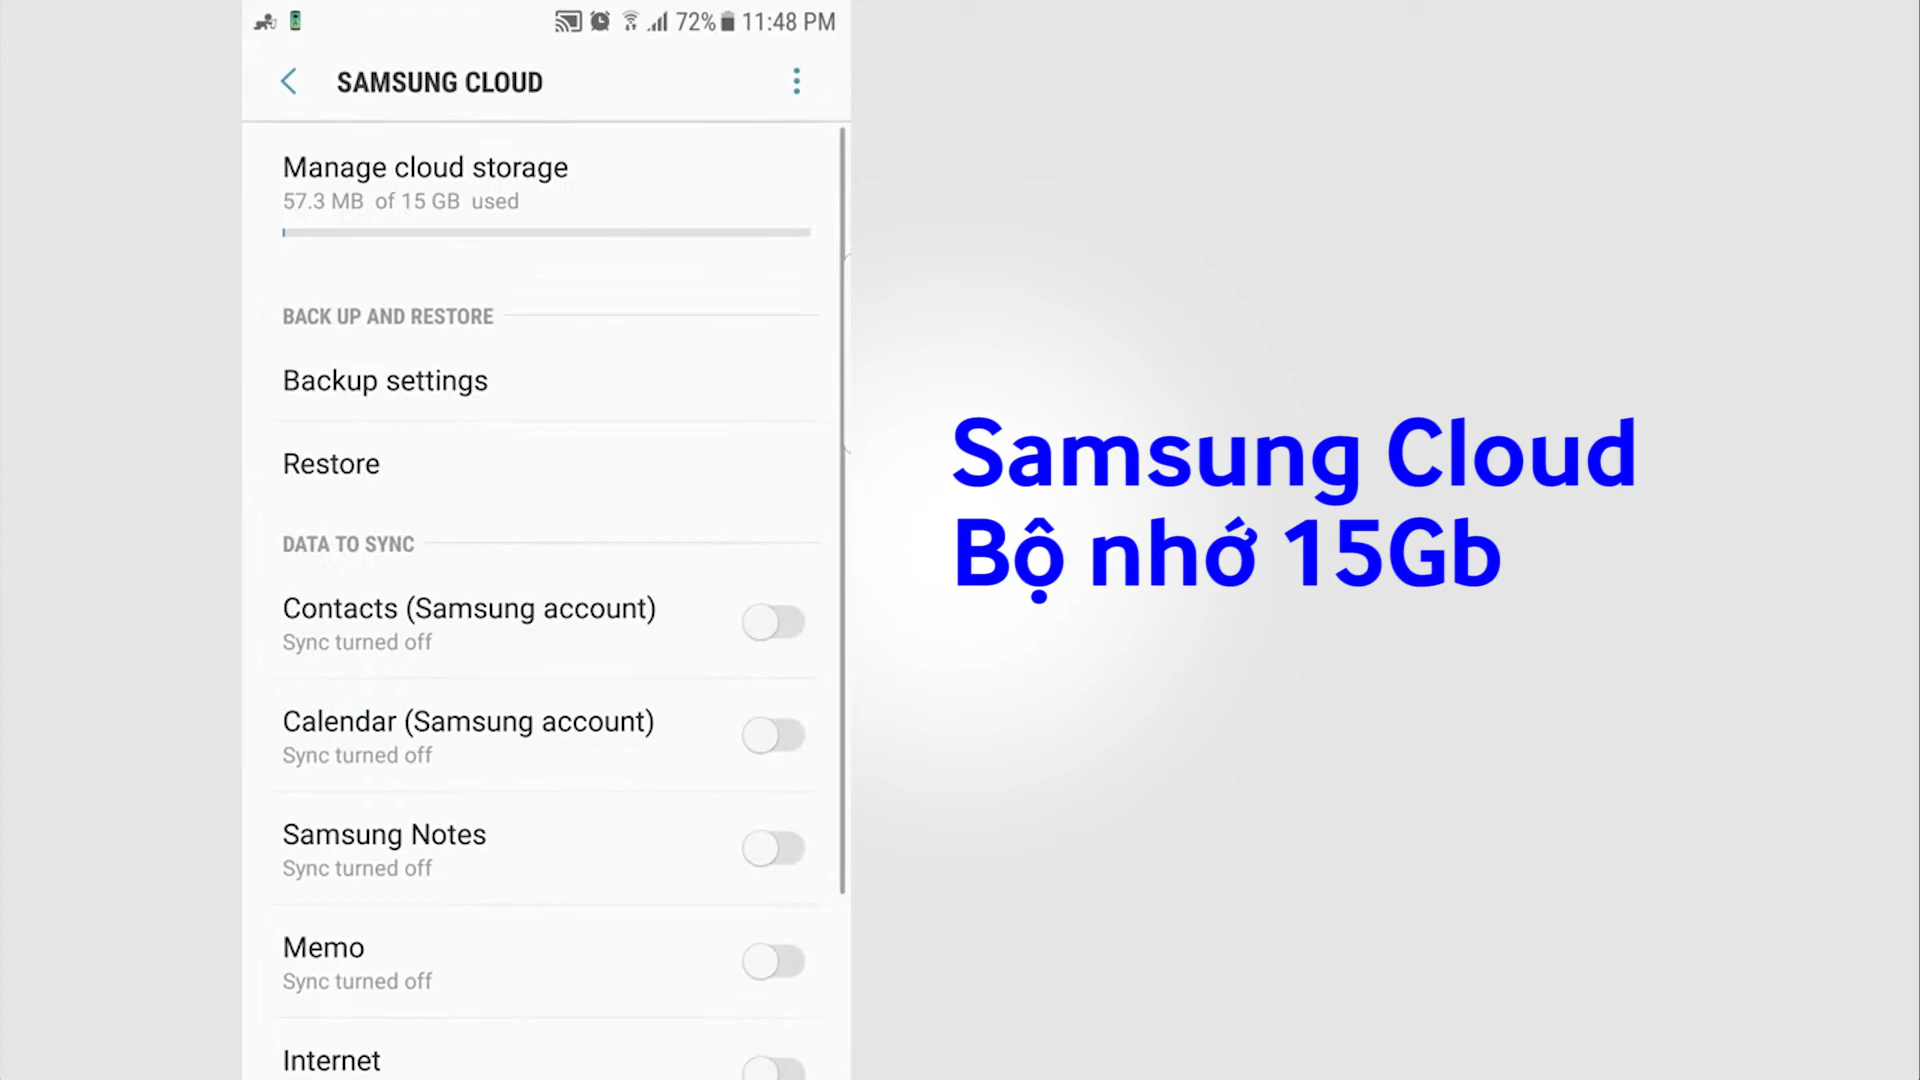 72% 11:48 PM
SAMSUNG CLOUD
Manage cloud storage
57.3 MB of 15 GB used
BACK UP AND RESTORE
Backup settings
Restore
DATA TO SYNC
Contacts (Samsung account)
Sync turned off
Calendar (Samsung account)
Sync turned off
Samsung Notes
Sync turned off
Memo
Sync turned off
Internet
Samsung Cloud
Bộ nhớ 15Gb